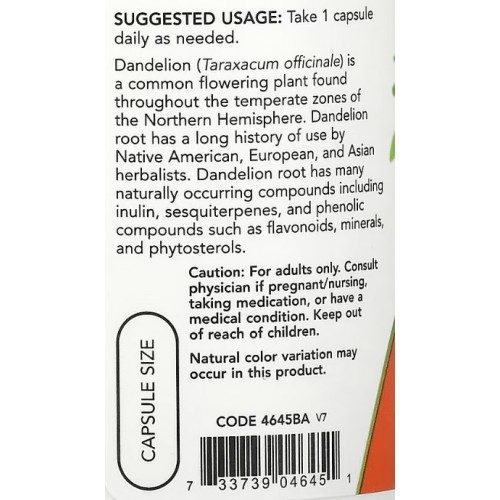 SUGGESTED USAGE: Take 1 capsule
daily as needed.
Dandelion (Taraxacum officinale) is
a common flowering plant found
throughout the temperate zones of
the Northern Hemisphere. Dandelion
root has a long history of use by
Native American, European, and Asian
herbalists. Dandelion root has many
naturally occurring compounds including
inulin, sesquiterpenes, and phenolic
compounds such as flavonoids, minerals,
and phytosterols.
Caution: For adults only. Consult
physician if pregnant/nursing,
taking medication, or have a
medical condition. Keep out
of reach of children.
Natural color variation may
occur in this product.
CAPSULE SIZE
CODE 4645BA V7
7 33739 04645 1